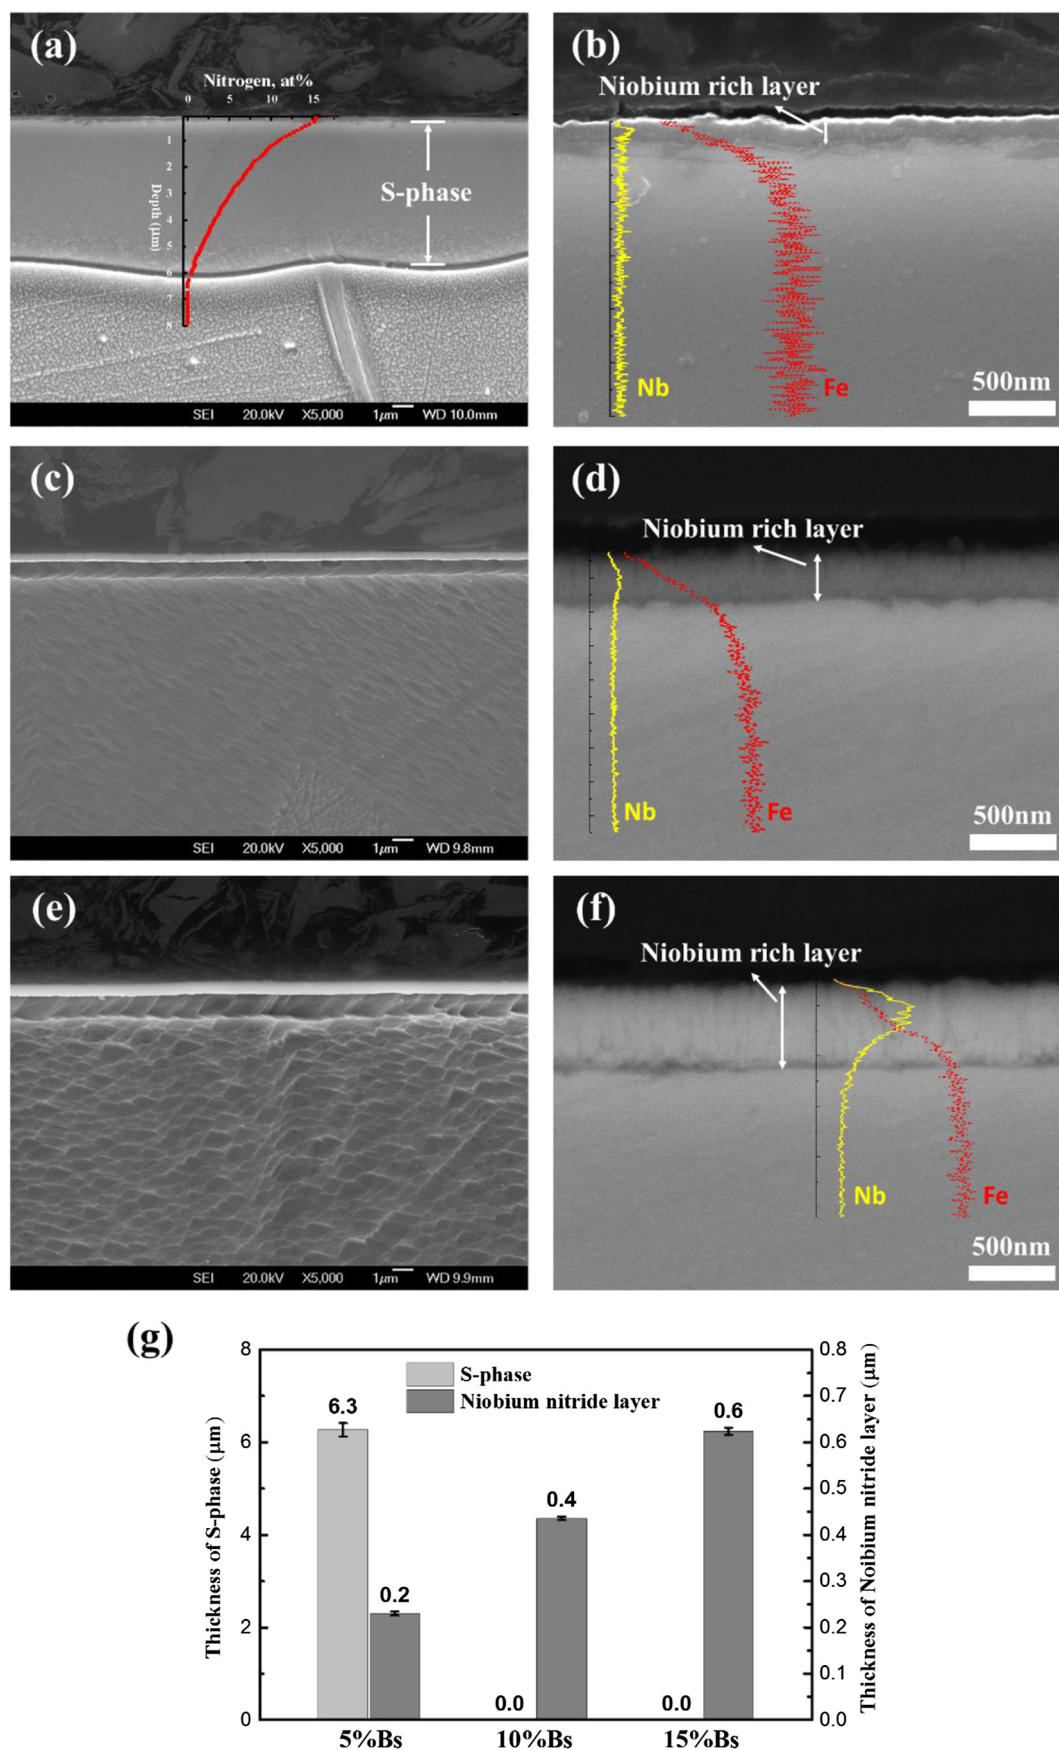 (a)
Nitrogen, at%
0 5 10 15
1
2
3
4
5
6
7
8
Depth (μm)
S-phase
SEI 20.0kV X5,000 1μm WD 10.0mm
(b)
Niobium rich layer
Nb
Fe
500nm
(c)
SEI 20.0kV X5,000 1μm WD 9.8mm
(d)
Niobium rich layer
Nb
Fe
500nm
(e)
SEI 20.0kV X5,000 1μm WD 9.9mm
(f)
Niobium rich layer
Nb
Fe
500nm
(g)
8
6
4
2
0
Thickness of S-phase (μm)
S-phase
Niobium nitride layer
6.3
0.2
0.0
0.4
0.0
0.6
5%Bs
10%Bs
15%Bs
0.8
0.7
0.6
0.5
0.4
0.3
0.2
0.1
0.0
Thickness of Noibium nitride layer (μm)